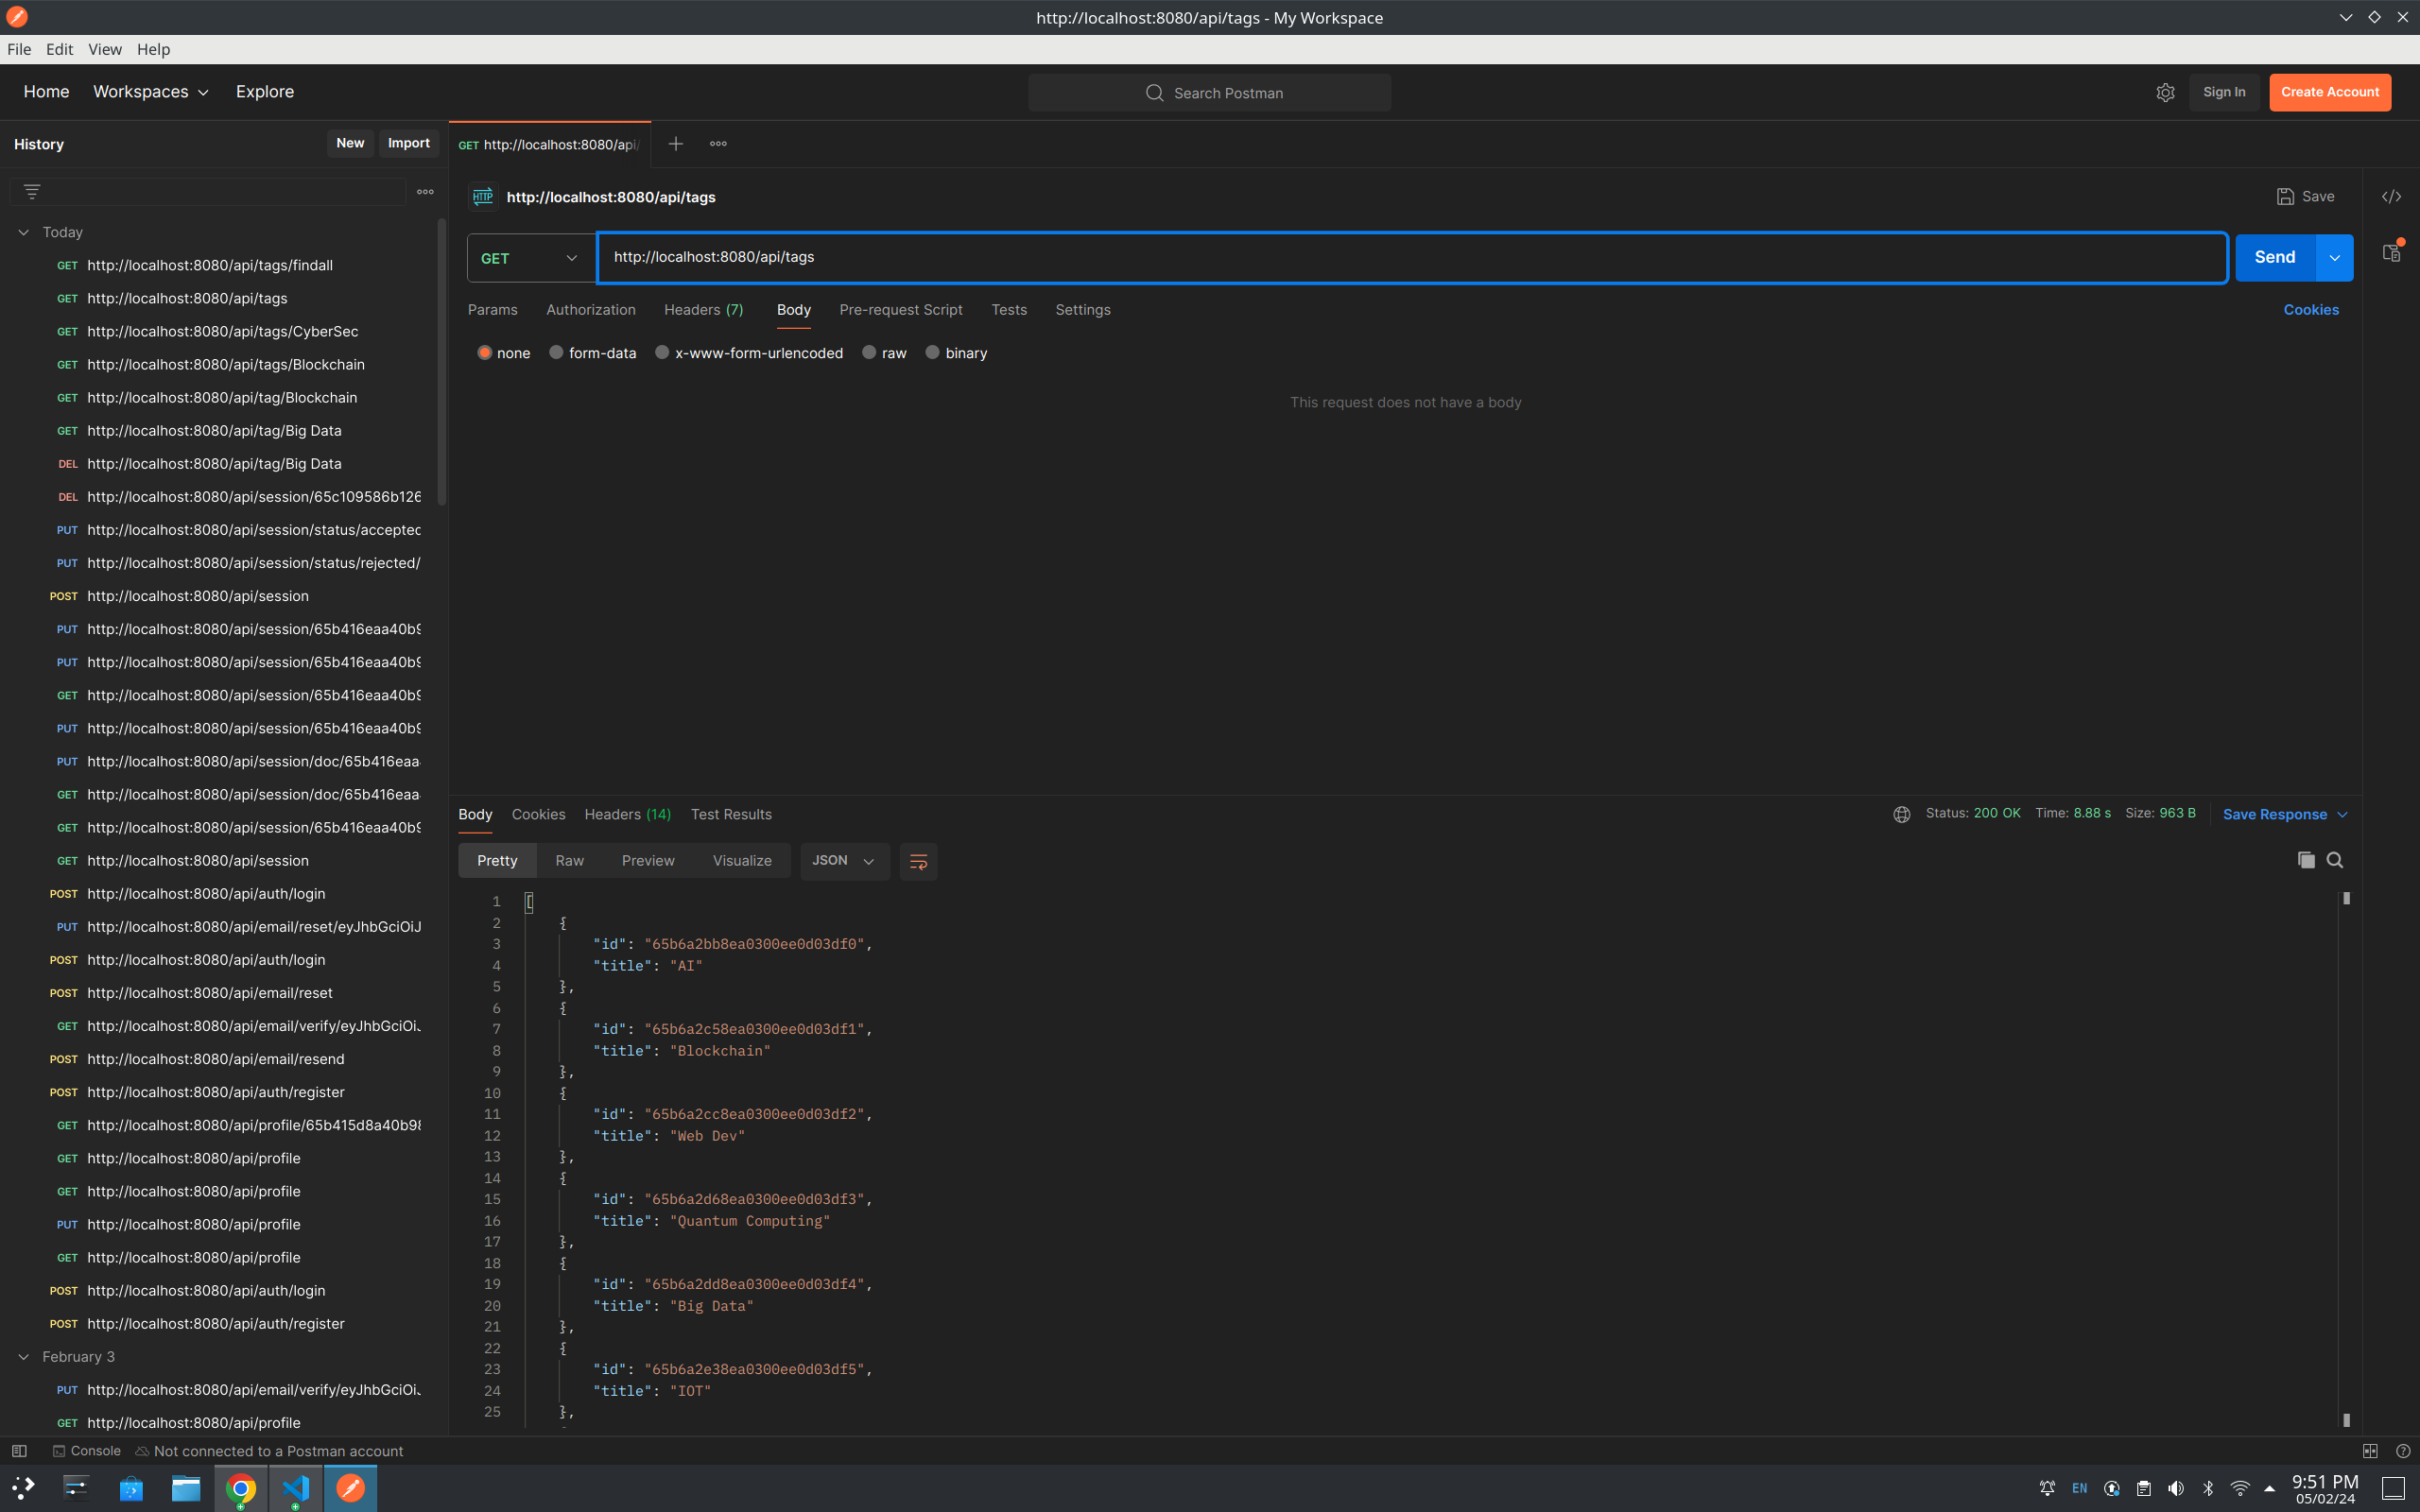 http://localhost:8080/api/tags - My Workspace
File Edit View Help
Home Workspaces Explore Search Postman Sign In Create Account
History New Import
GET http://localhost:8080/api/
HTTP http://localhost:8080/api/tags Save
GET http://localhost:8080/api/tags Send
Params Authorization Headers (7) Body Pre-request Script Tests Settings Cookies
none form-data x-www-form-urlencoded raw binary
This request does not have a body
Today
GET http://localhost:8080/api/tags/findall
GET http://localhost:8080/api/tags
GET http://localhost:8080/api/tags/CyberSec
GET http://localhost:8080/api/tags/Blockchain
GET http://localhost:8080/api/tag/Blockchain
GET http://localhost:8080/api/tag/Big Data
DEL http://localhost:8080/api/tag/Big Data
DEL http://localhost:8080/api/session/65c109586b126
PUT http://localhost:8080/api/session/status/accepted
PUT http://localhost:8080/api/session/status/rejected/
POST http://localhost:8080/api/session
PUT http://localhost:8080/api/session/65b416eaa40b9
PUT http://localhost:8080/api/session/65b416eaa40b9
GET http://localhost:8080/api/session/65b416eaa40b9
PUT http://localhost:8080/api/session/65b416eaa40b9
PUT http://localhost:8080/api/session/doc/65b416eaa
GET http://localhost:8080/api/session/doc/65b416eaa
GET http://localhost:8080/api/session/65b416eaa40b9
GET http://localhost:8080/api/session
POST http://localhost:8080/api/auth/login
PUT http://localhost:8080/api/email/reset/eyJhbGciOiJ
POST http://localhost:8080/api/auth/login
POST http://localhost:8080/api/email/reset
GET http://localhost:8080/api/email/verify/eyJhbGciOiJ
POST http://localhost:8080/api/email/resend
POST http://localhost:8080/api/auth/register
GET http://localhost:8080/api/profile/65b415d8a40b98
GET http://localhost:8080/api/profile
GET http://localhost:8080/api/profile
PUT http://localhost:8080/api/profile
GET http://localhost:8080/api/profile
POST http://localhost:8080/api/auth/login
POST http://localhost:8080/api/auth/register
February 3
PUT http://localhost:8080/api/email/verify/eyJhbGciOiJ
GET http://localhost:8080/api/profile
Body Cookies Headers (14) Test Results Status: 200 OK Time: 8.88 s Size: 963 B Save Response
Pretty Raw Preview Visualize JSON
1 [
2 {
3 "id": "65b6a2bb8ea0300ee0d03df0",
4 "title": "AI"
5 },
6 {
7 "id": "65b6a2c58ea0300ee0d03df1",
8 "title": "Blockchain"
9 },
10 {
11 "id": "65b6a2cc8ea0300ee0d03df2",
12 "title": "Web Dev"
13 },
14 {
15 "id": "65b6a2d68ea0300ee0d03df3",
16 "title": "Quantum Computing"
17 },
18 {
19 "id": "65b6a2dd8ea0300ee0d03df4",
20 "title": "Big Data"
21 },
22 {
23 "id": "65b6a2e38ea0300ee0d03df5",
24 "title": "IOT"
25 },
Console Not connected to a Postman account
EN 9:51 PM
05/02/24